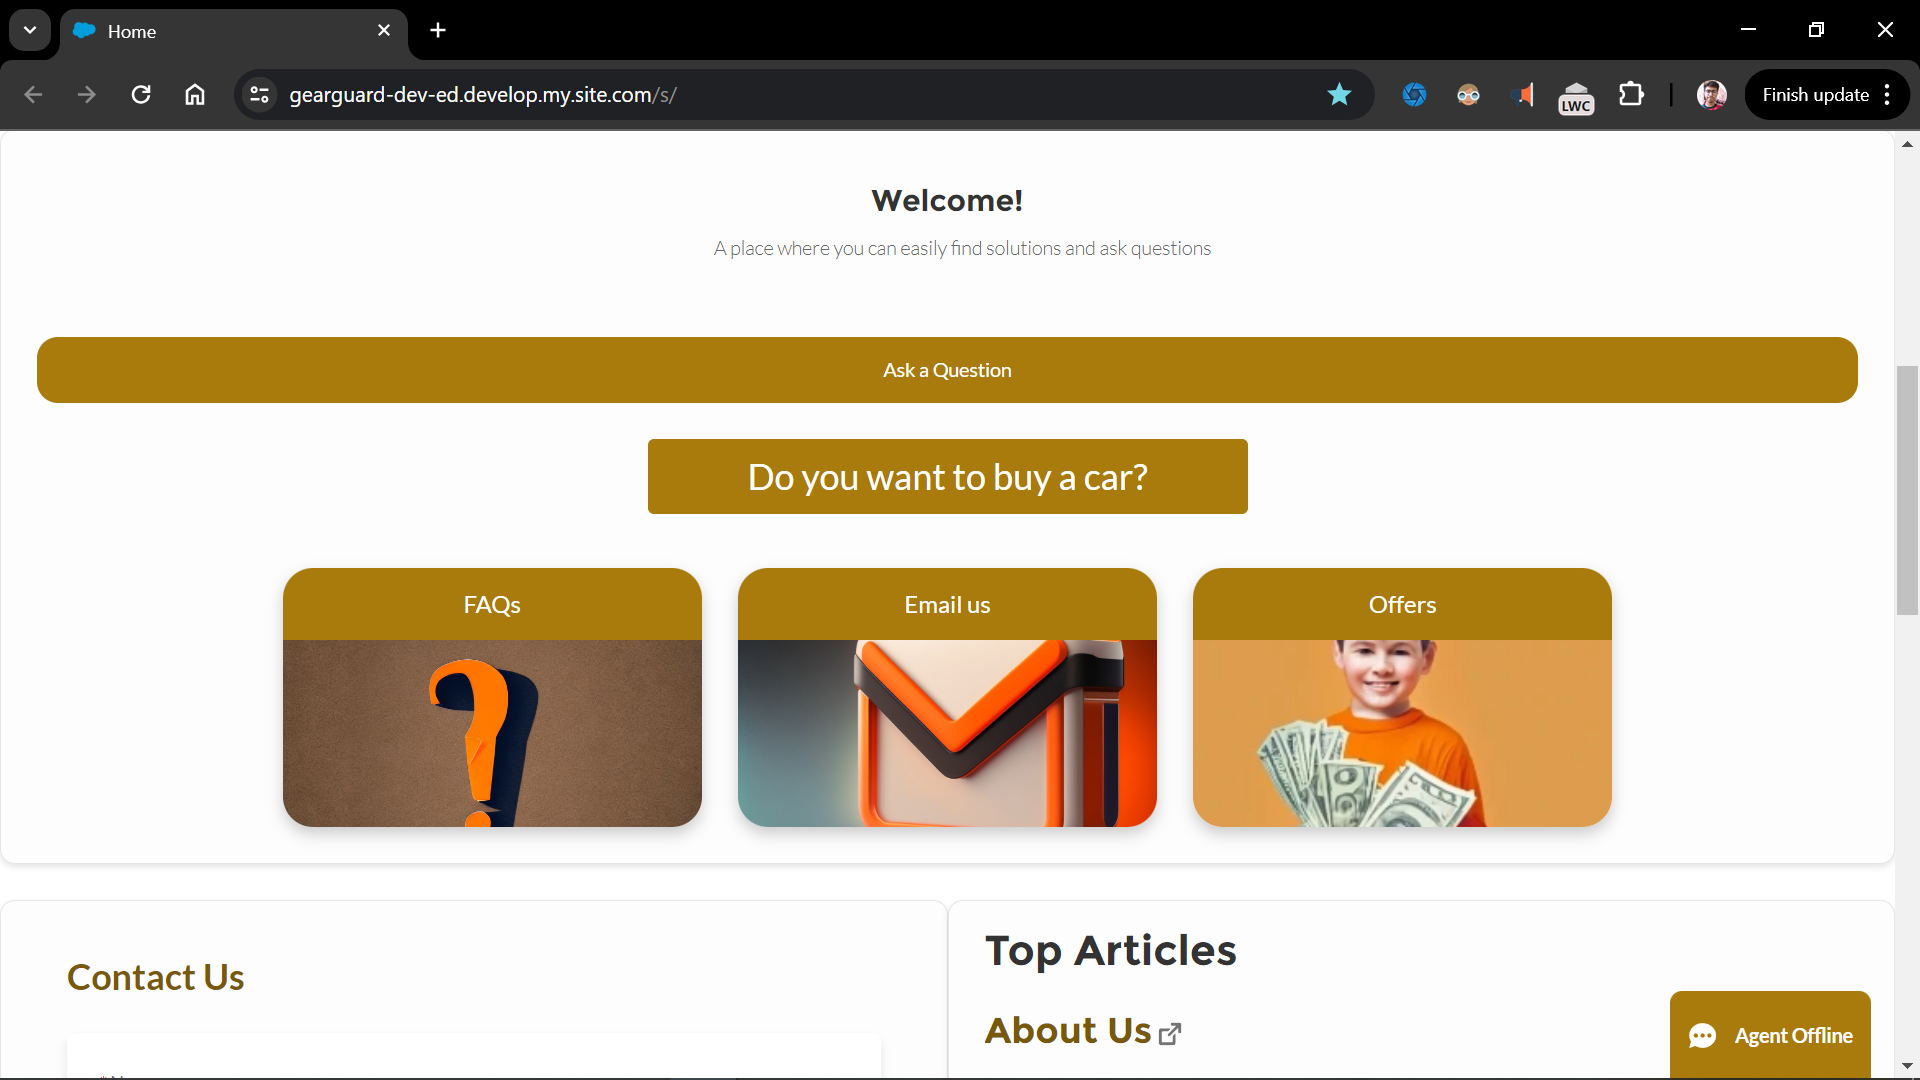 Home
gearguard-dev-ed.develop.my.site.com/s/
LWC
Finish update
Welcome!
A place where you can easily find solutions and ask questions
Ask a Question
Do you want to buy a car?
FAQs
Email us
Offers
Contact Us
Top Articles
About Us
Agent Offline